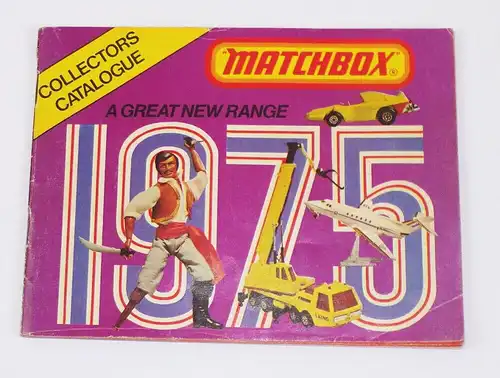 COLLECTORS
CATALOGUE
"MATCHBOX"®
A GREAT NEW RANGE
1975